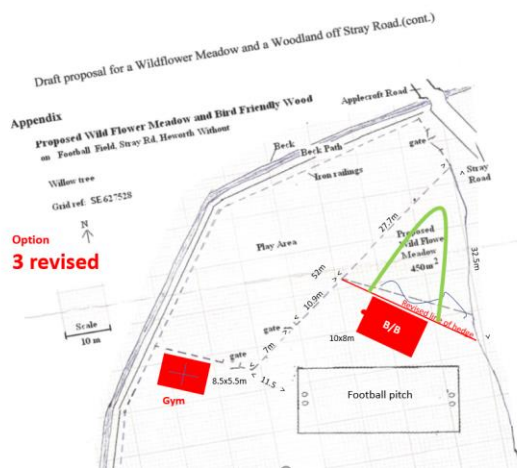 Draft proposal for a Wildflower Meadow and a Woodland off Stray Road.(cont.)
Appendix
Applecroft Road
Proposed Wild Flower Meadow and Bird Friendly Wood
on Football Field, Stray Rd, Heworth Without
Beck
Beck Path
gate
Willow tree
Iron railings
Stray
Road
Grid ref: SE 627528
N
Option
3 revised
27.7m
Proposed
Wild Flowe
Meadow
450m2
32.5m
Play Area
52m
10.9m
Revised line of hedge
Scale
10 m
gate
7m
10x8m
B/B
gate
8.5x5.5m
11.5
Gym
Football pitch